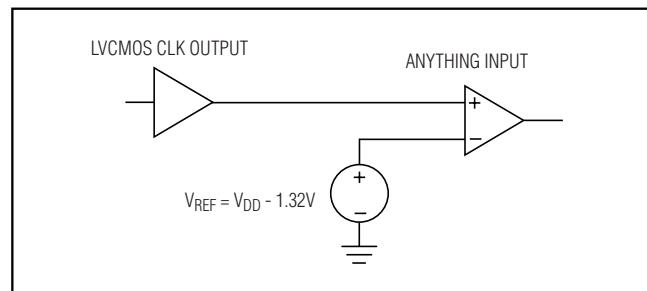 LVCMOS CLK OUTPUT
ANYTHING INPUT
+
−
+
−
VREF = VDD - 1.32V